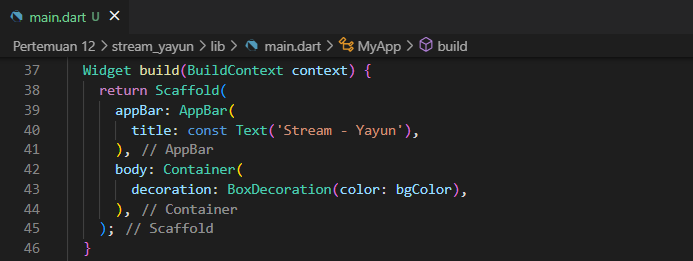 main.dart U
Pertemuan 12 > stream_yayun > lib > main.dart > MyApp > build
37 Widget build(BuildContext context) {
38 return Scaffold(
39 appBar: AppBar(
40 title: const Text('Stream - Yayun'),
41 ), // AppBar
42 body: Container(
43 decoration: BoxDecoration(color: bgColor),
44 ), // Container
45 ); // Scaffold
46 }